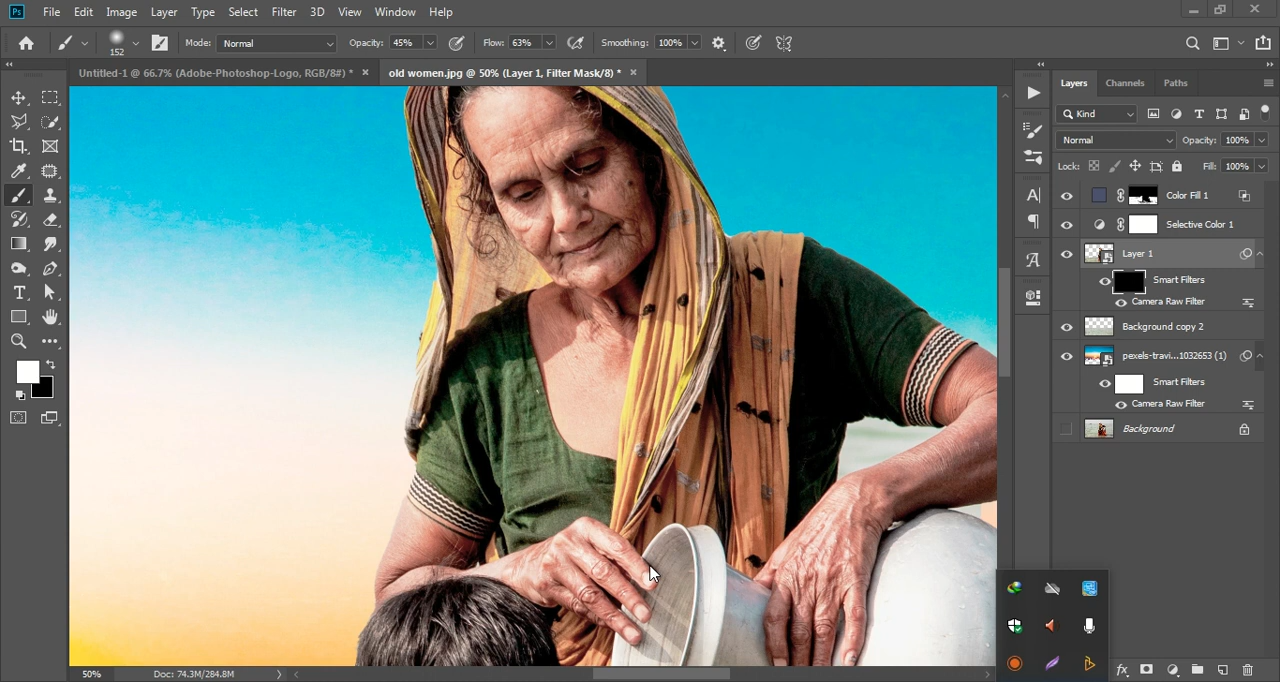 Ps File Edit Image Layer Type Select Filter 3D View Window Help
152 Mode: Normal Opacity: 45% Flow: 63% Smoothing: 100%
Untitled-1 @ 66.7% (Adobe-Photoshop-Logo, RGB/8#) * × old women.jpg @ 50% (Layer 1, Filter Mask/8) * ×
Layers Channels Paths
Kind
Normal Opacity: 100%
Lock: Fill: 100%
Color Fill 1
Selective Color 1
Layer 1
Smart Filters
Camera Raw Filter
Background copy 2
pexels-travi...1032653 (1)
Smart Filters
Camera Raw Filter
Background
50% Doc: 74.3M/284.8M
fx